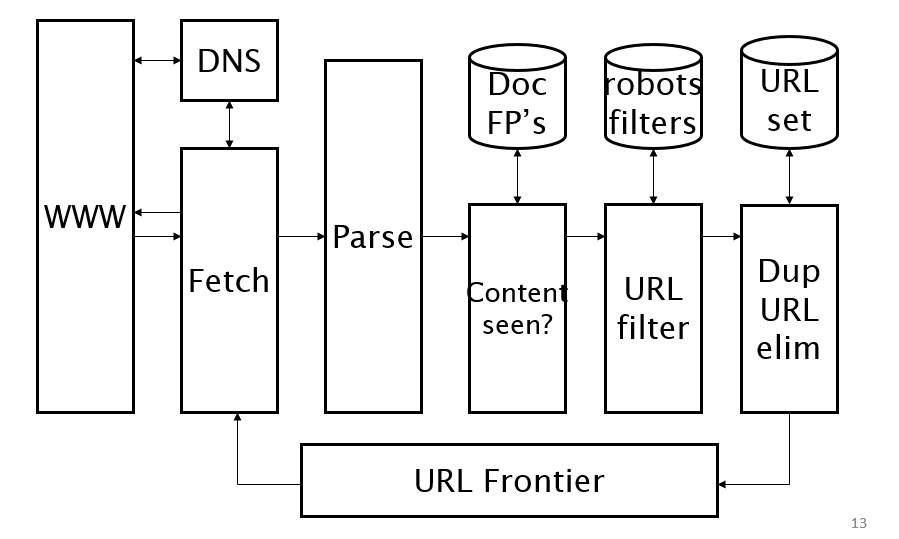 WWW
DNS
Fetch
Parse
Doc
FP’s
Content
seen?
robots
filters
URL
filter
URL
set
Dup
URL
elim
URL Frontier
13